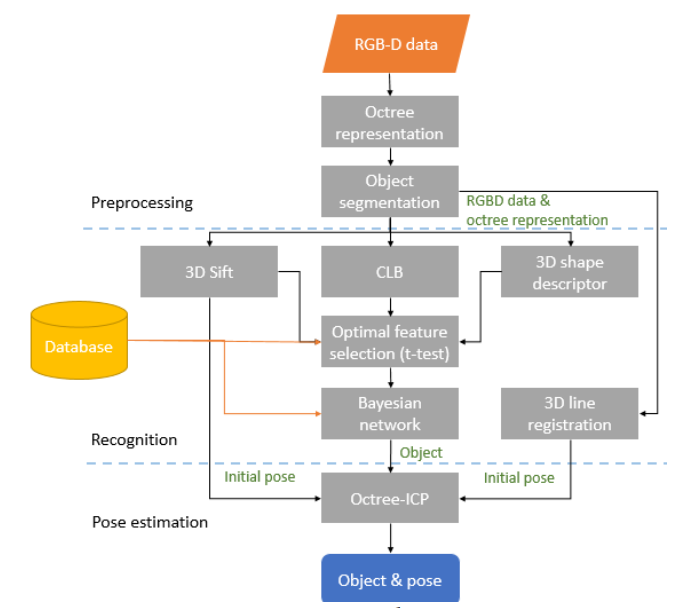 RGB-D data
Octree
representation
Object
segmentation
Preprocessing
RGBD data &
octree representation
3D Sift
CLB
3D shape
descriptor
Database
Optimal feature
selection (t-test)
Bayesian
network
3D line
registration
Recognition
Object
Initial pose
Initial pose
Octree-ICP
Pose estimation
Object & pose